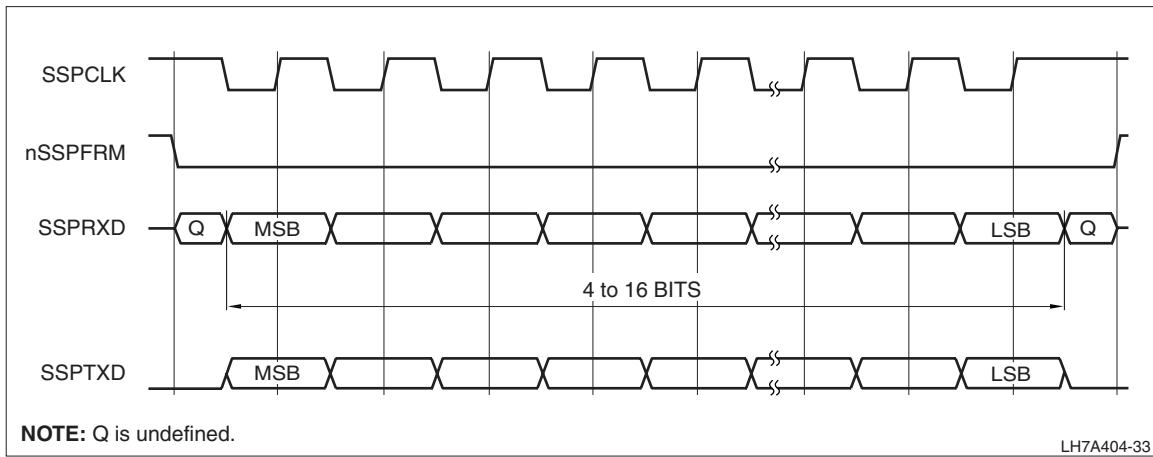 SSPCLK
nSSPFRM
SSPRXD
Q
MSB
LSB
Q
4 to 16 BITS
SSPTXD
MSB
LSB
NOTE: Q is undefined.
LH7A404-33